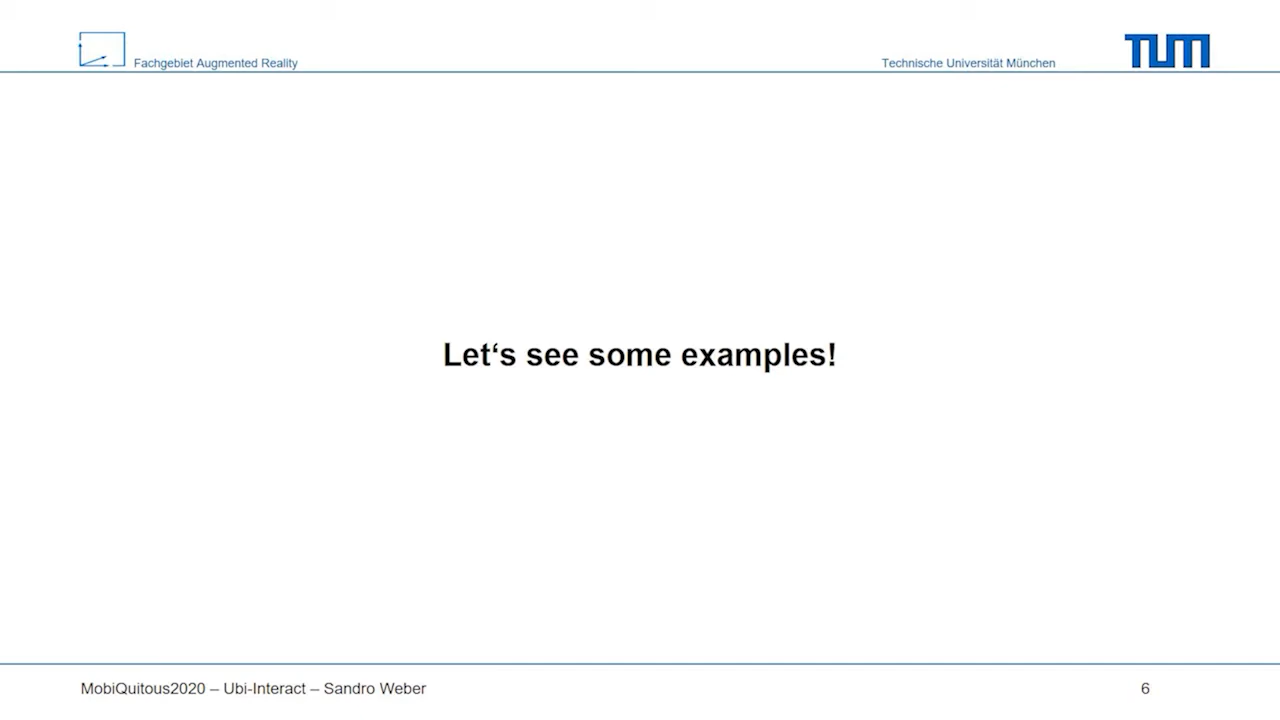 Fachgebiet Augmented Reality
Technische Universität München
TUM
Let‘s see some examples!
MobiQuitous2020 – Ubi-Interact – Sandro Weber
6